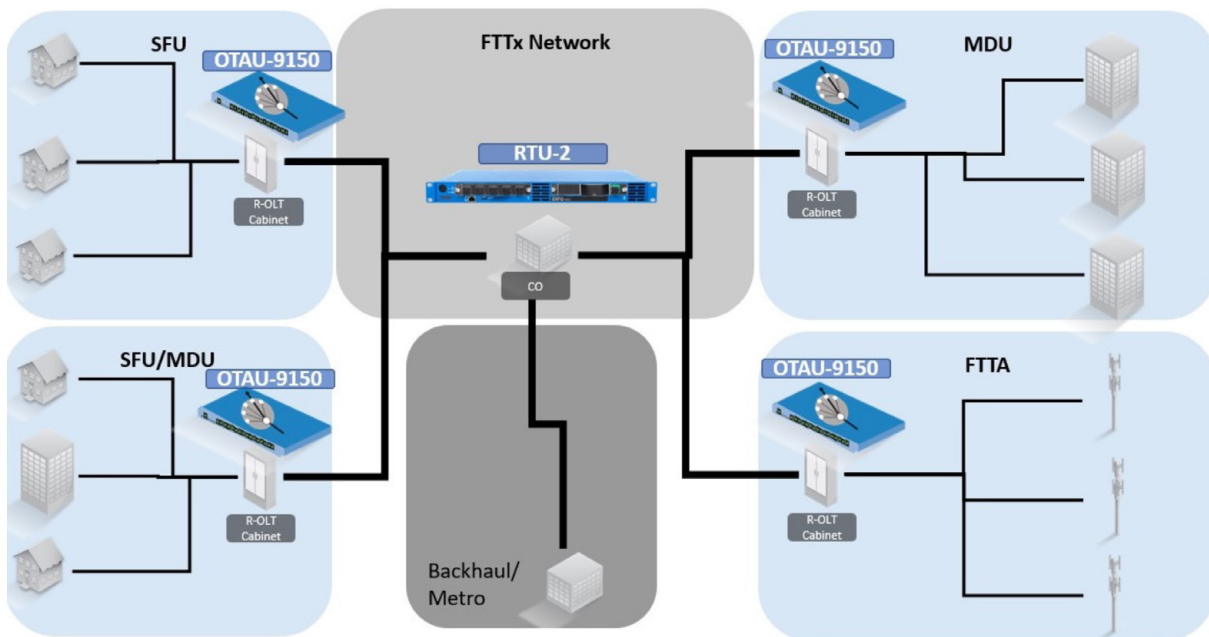 SFU
OTAU-9150
R-OLT
Cabinet
FTTx Network
RTU-2
EXFO
CO
OTAU-9150
MDU
R-OLT
Cabinet
SFU/MDU
OTAU-9150
R-OLT
Cabinet
Backhaul/
Metro
OTAU-9150
FTTA
R-OLT
Cabinet